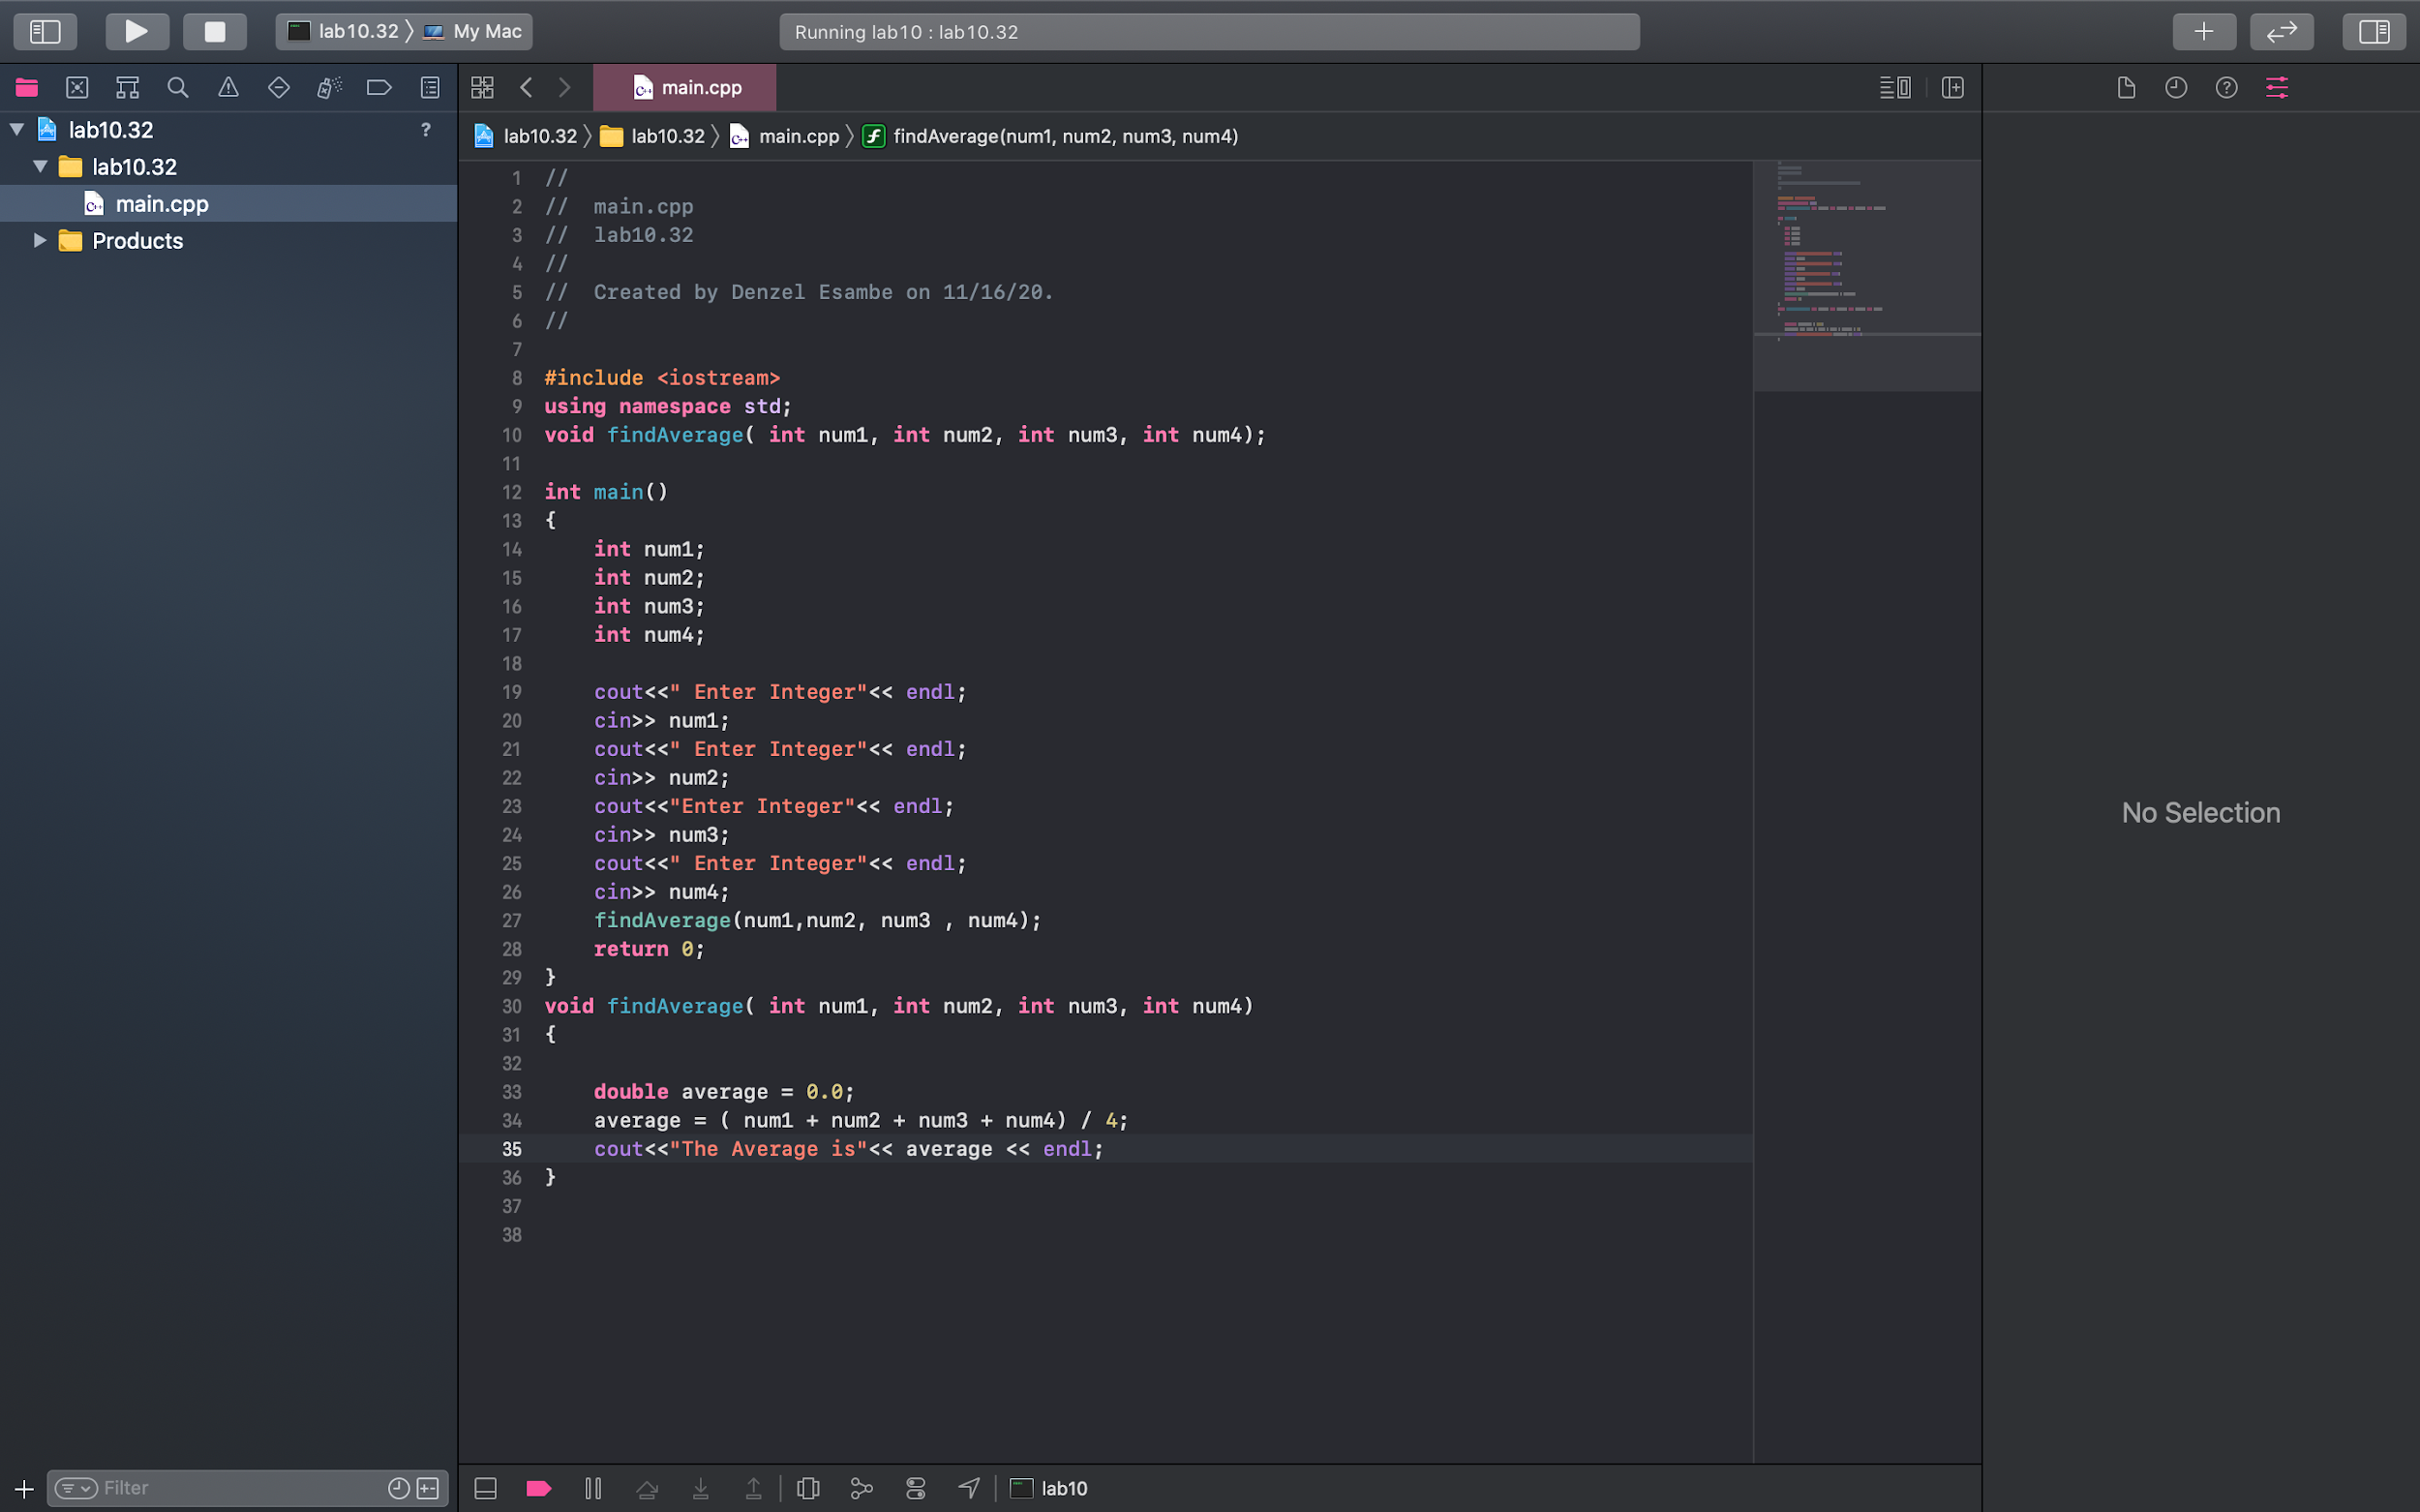 lab10.32 〉 My Mac
Running lab10 : lab10.32
main.cpp
lab10.32 ?
lab10.32
main.cpp
Products
lab10.32 〉 lab10.32 〉 main.cpp 〉 findAverage(num1, num2, num3, num4)
1 //
2 //  main.cpp
3 //  lab10.32
4 //
5 //  Created by Denzel Esambe on 11/16/20.
6 //
7
8 #include <iostream>
9 using namespace std;
10 void findAverage( int num1, int num2, int num3, int num4);
11
12 int main()
13 {
14     int num1;
15     int num2;
16     int num3;
17     int num4;
18
19     cout<<" Enter Integer"<< endl;
20     cin>> num1;
21     cout<<" Enter Integer"<< endl;
22     cin>> num2;
23     cout<<"Enter Integer"<< endl;
24     cin>> num3;
25     cout<<" Enter Integer"<< endl;
26     cin>> num4;
27     findAverage(num1,num2, num3 , num4);
28     return 0;
29 }
30 void findAverage( int num1, int num2, int num3, int num4)
31 {
32
33     double average = 0.0;
34     average = ( num1 + num2 + num3 + num4) / 4;
35     cout<<"The Average is"<< average << endl;
36 }
37
38
No Selection
Filter
lab10